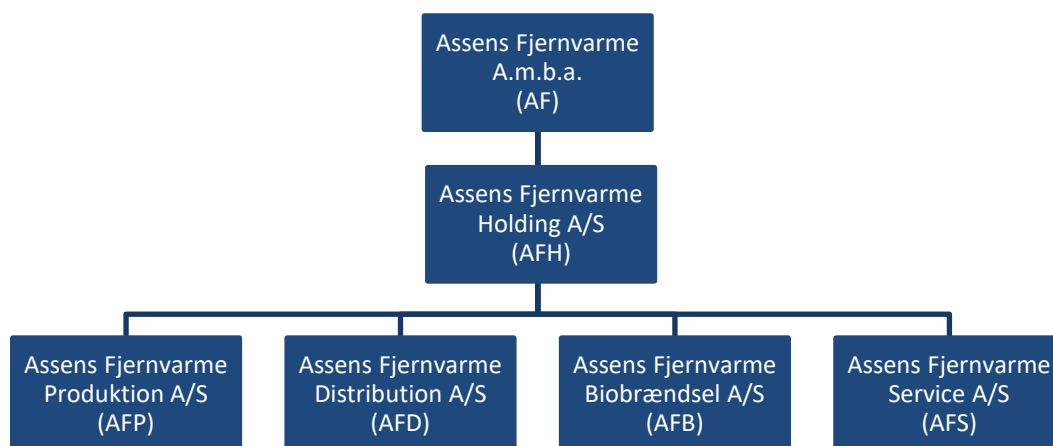 Assens Fjernvarme
A.m.b.a.
(AF)
Assens Fjernvarme
Holding A/S
(AFH)
Assens Fjernvarme
Produktion A/S
(AFP)
Assens Fjernvarme
Distribution A/S
(AFD)
Assens Fjernvarme
Biobrændsel A/S
(AFB)
Assens Fjernvarme
Service A/S
(AFS)